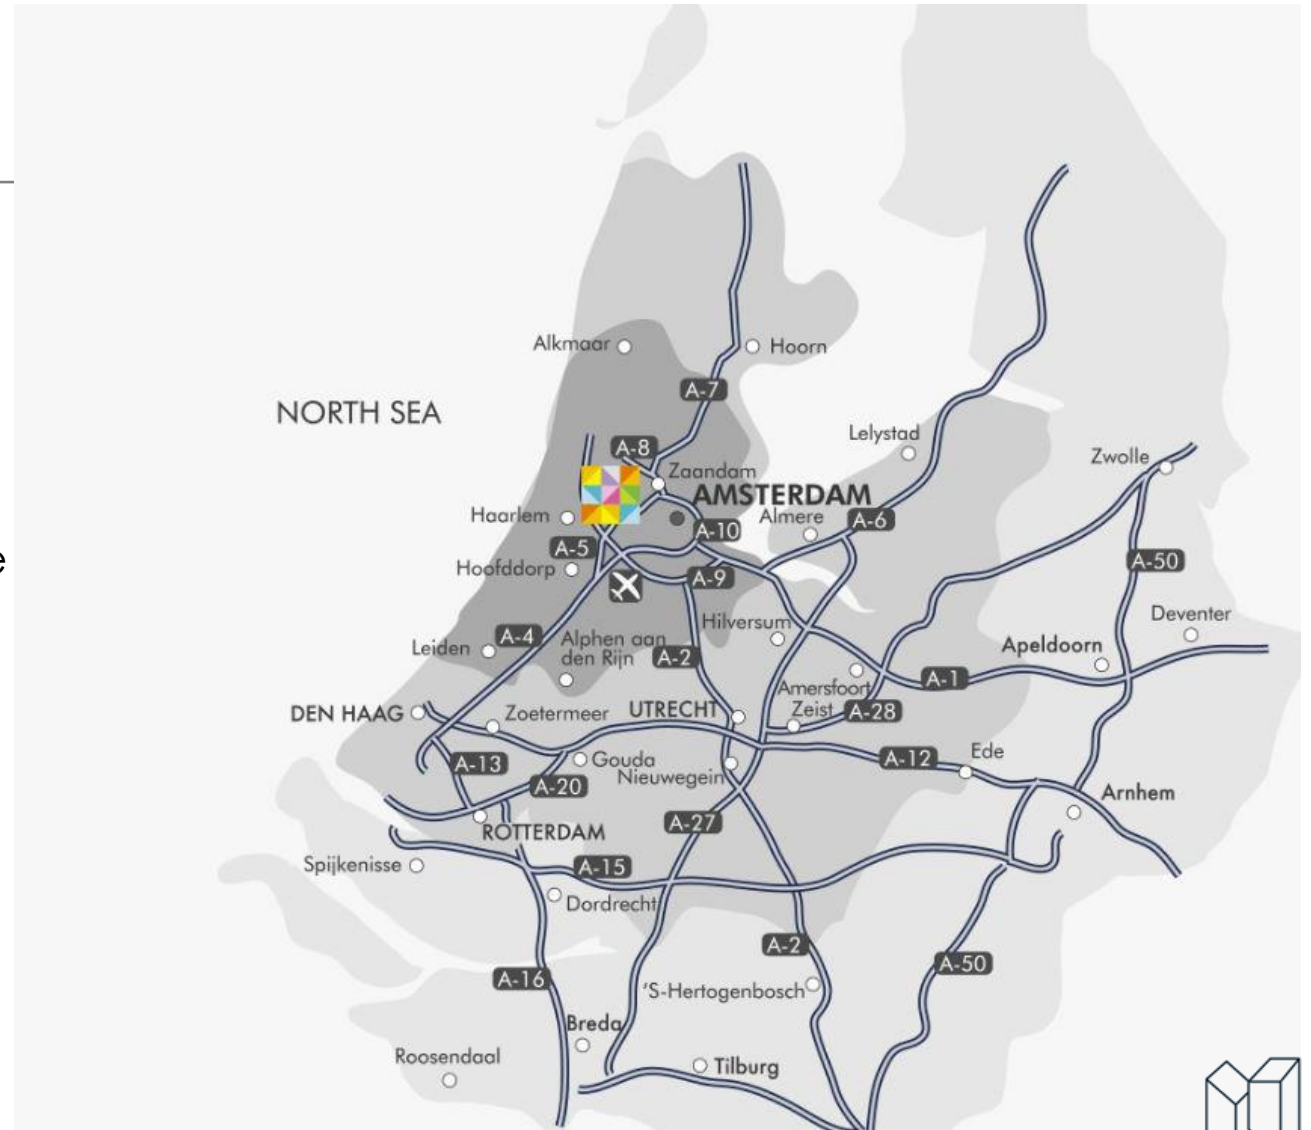 Alkmaar
Hoorn
A-7
NORTH SEA
Lelystad
A-8
Zwolle
Zaandam
AMSTERDAM
Haarlem
Almere
A-6
A-10
A-5
A-50
Hoofddorp
A-9
e
Deventer
Hilversum
A-4
Alphen aan
den Rijn
Leiden
A-2
Apeldoorn
A-1
Amersfoort
DEN HAAG
Zoetermeer
UTRECHT
Zeist
A-28
A-13
Gouda
A-12
Ede
Nieuwegein
A-20
Arnhem
A-27
ROTTERDAM
Spijkenisse
A-15
Dordrecht
A-2
A-50
A-16
'S-Hertogenbosch
Breda
Roosendaal
Tilburg